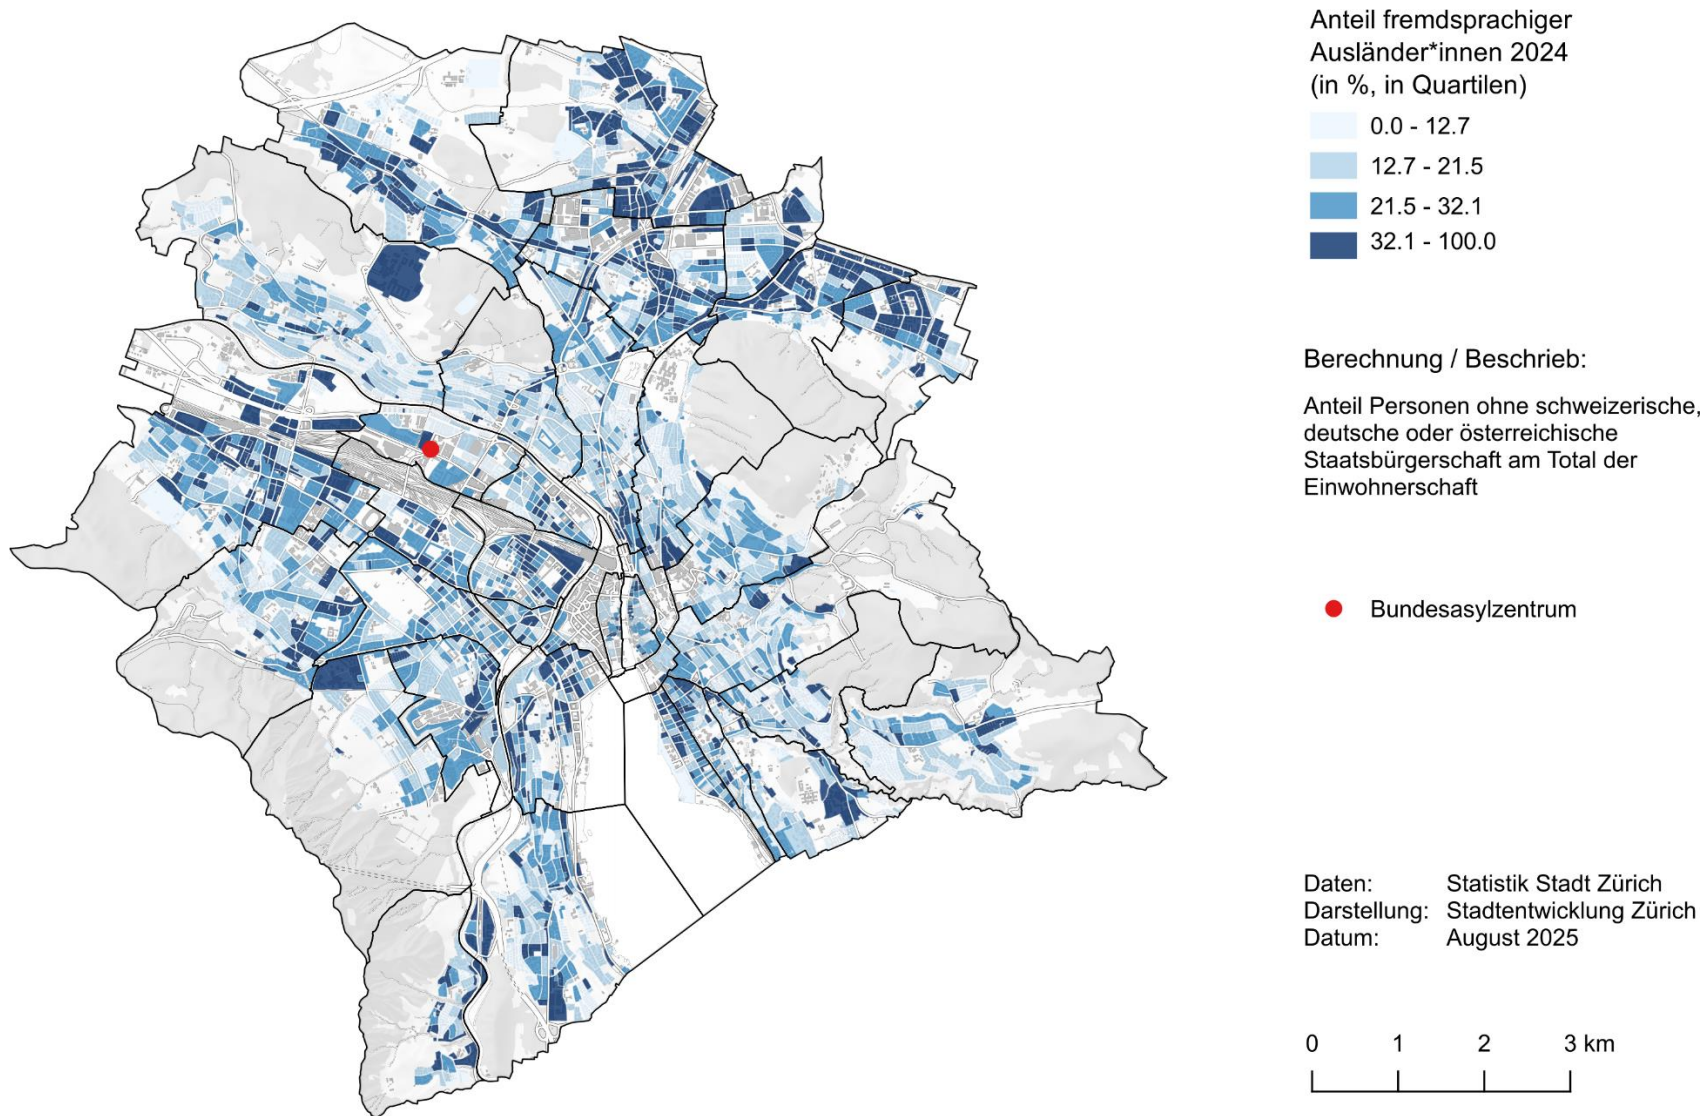 Anteil fremdsprachiger
Ausländer*innen 2024
(in %, in Quartilen)
0.0 - 12.7
12.7 - 21.5
21.5 - 32.1
32.1 - 100.0
Berechnung / Beschrieb:
Anteil Personen ohne schweizerische,
deutsche oder österreichische
Staatsbürgerschaft am Total der
Einwohnerschaft
Bundesasylzentrum
Daten: Statistik Stadt Zürich
Darstellung: Stadtentwicklung Zürich
Datum: August 2025
0 1 2 3 km